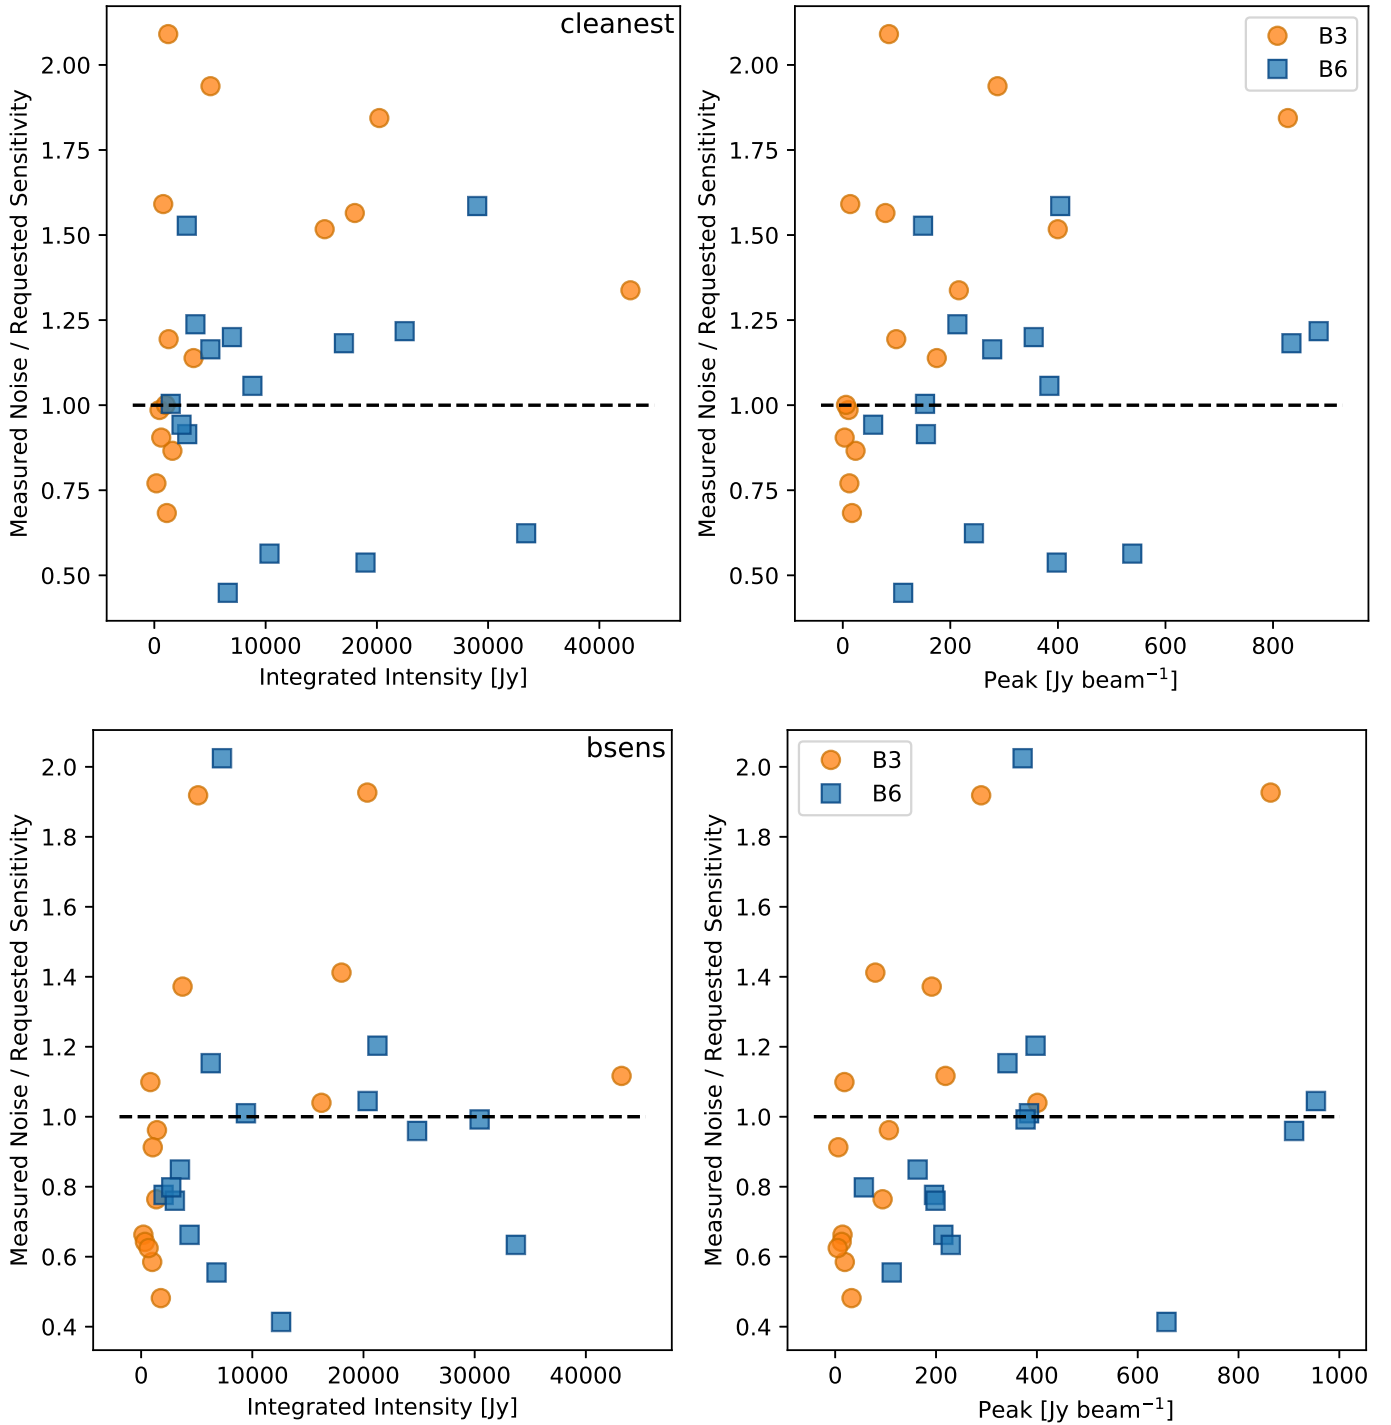 cleanest
Measured Noise / Requested Sensitivity
2.00
1.75
1.50
1.25
1.00
0.75
0.50
0 10000 20000 30000 40000
Integrated Intensity [Jy]
B3
B6
Measured Noise / Requested Sensitivity
2.00
1.75
1.50
1.25
1.00
0.75
0.50
0 200 400 600 800
Peak [Jy beam⁻¹]
bsens
Measured Noise / Requested Sensitivity
2.0
1.8
1.6
1.4
1.2
1.0
0.8
0.6
0.4
0 10000 20000 30000 40000
Integrated Intensity [Jy]
B3
B6
Measured Noise / Requested Sensitivity
2.0
1.8
1.6
1.4
1.2
1.0
0.8
0.6
0.4
0 200 400 600 800 1000
Peak [Jy beam⁻¹]